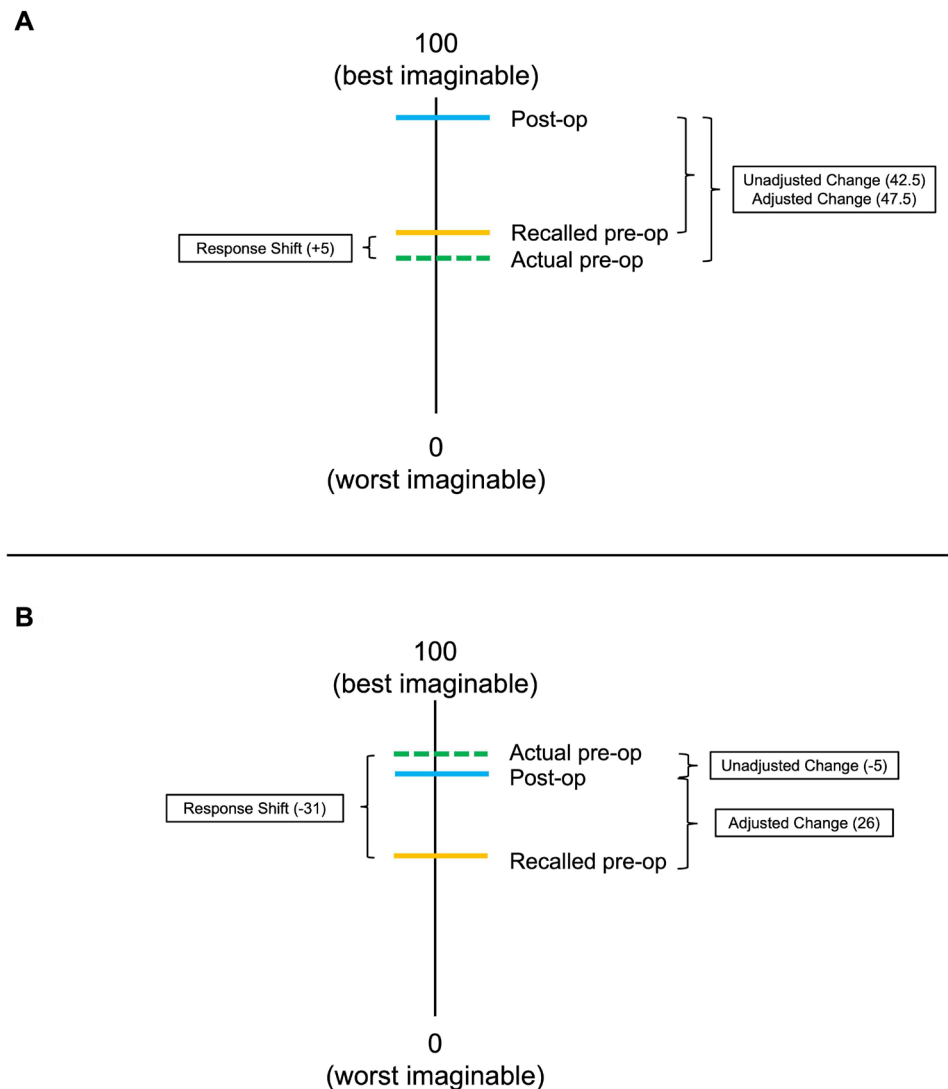 A
100
(best imaginable)
Post-op
Unadjusted Change (42.5)
Adjusted Change (47.5)
Recalled pre-op
Response Shift (+5)
Actual pre-op
0
(worst imaginable)
B
100
(best imaginable)
Actual pre-op
Unadjusted Change (-5)
Post-op
Response Shift (-31)
Adjusted Change (26)
Recalled pre-op
0
(worst imaginable)